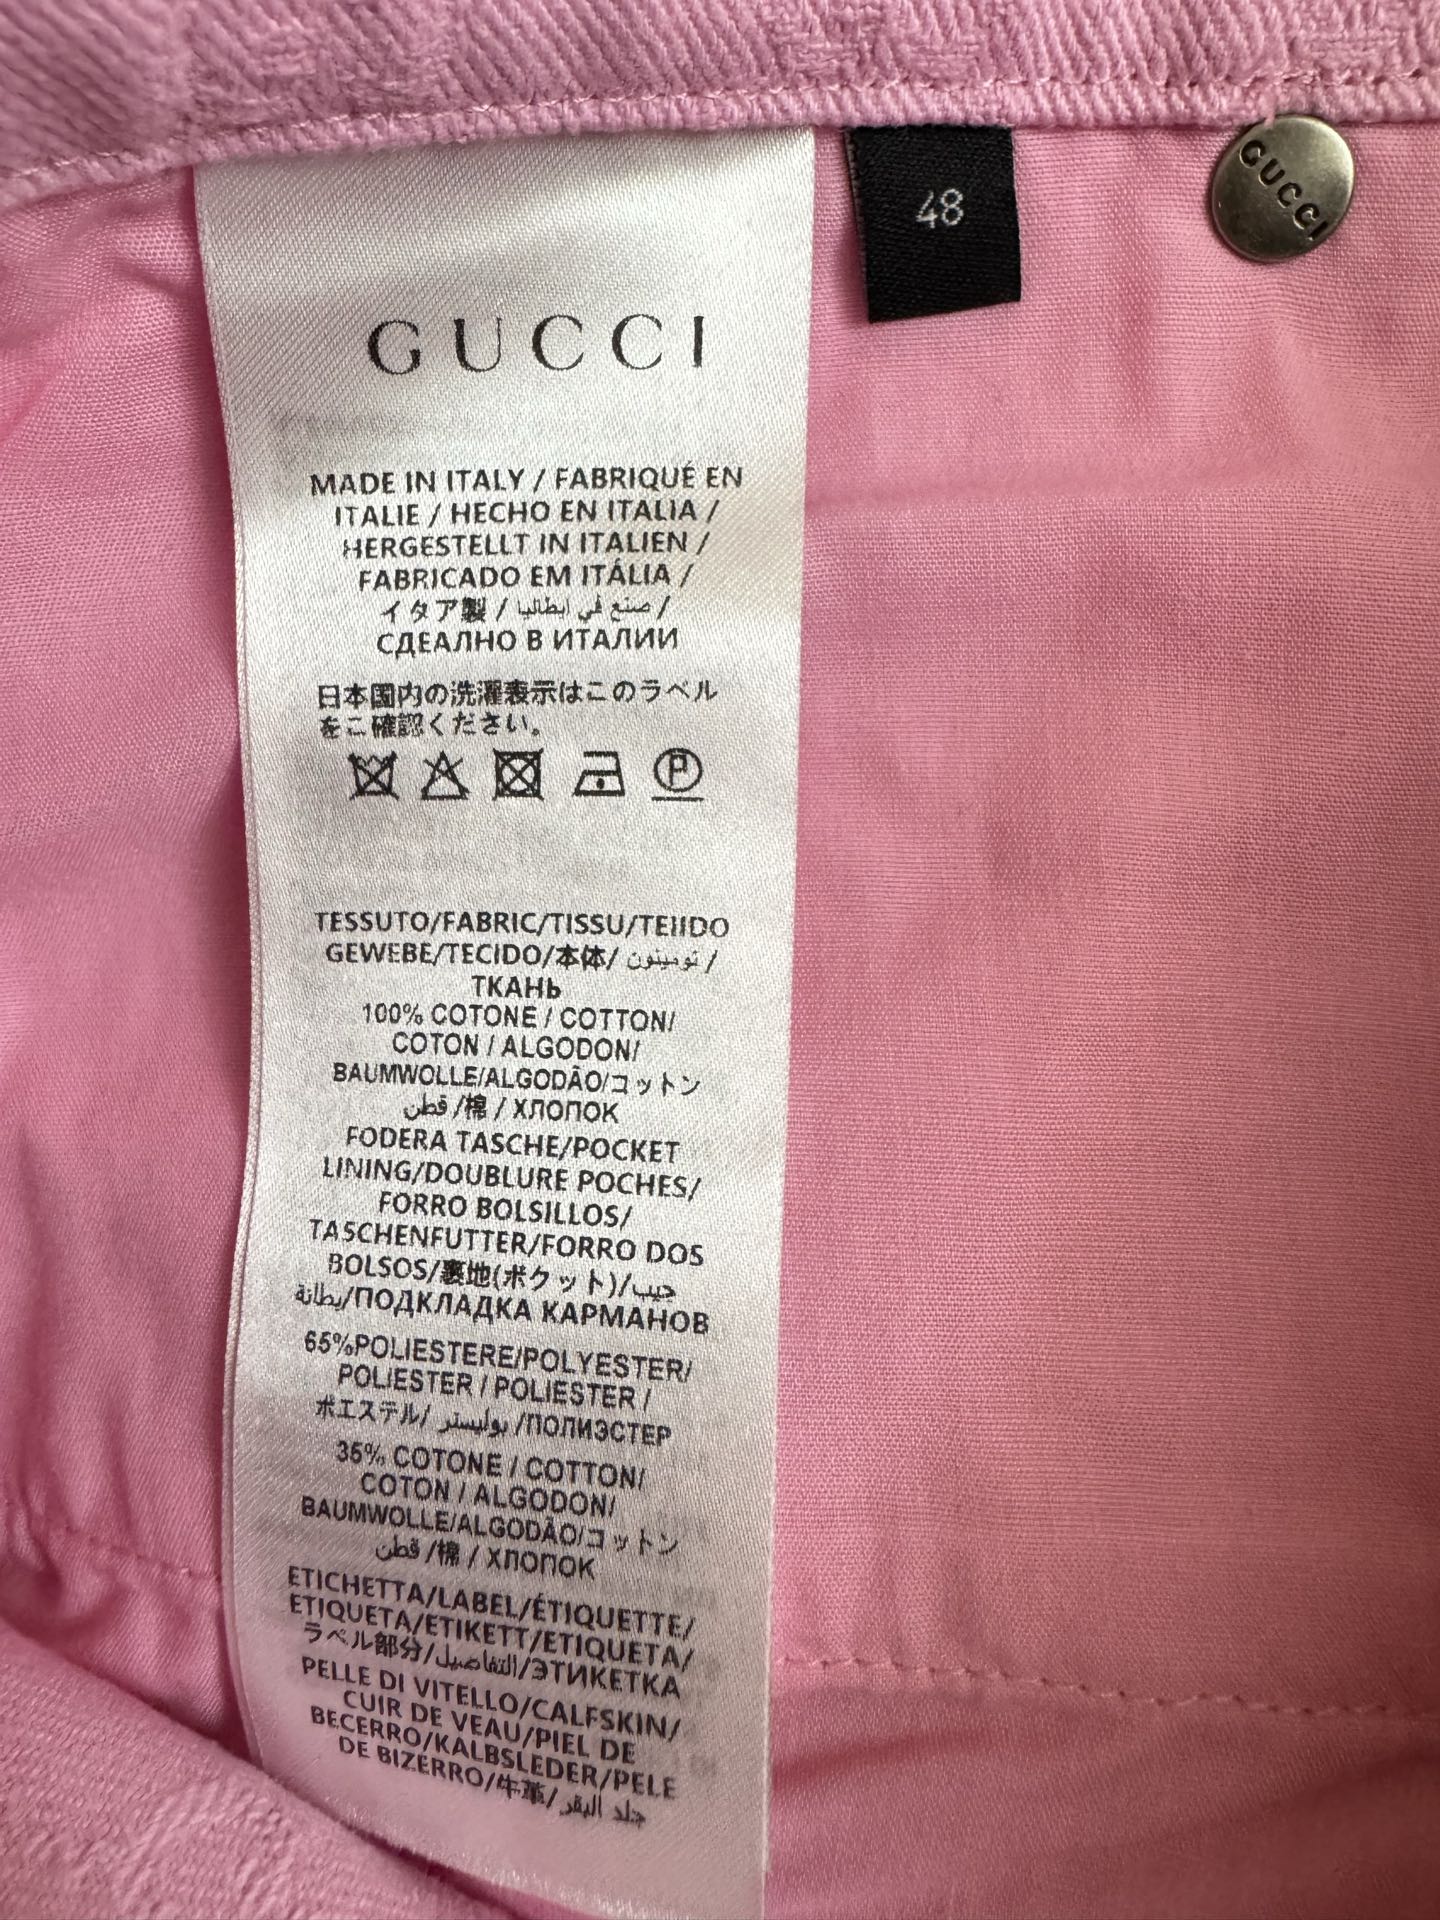 48
GUCCI
GUCCI
MADE IN ITALY / FABRIQUÉ EN
ITALIE / HECHO EN ITALIA /
HERGESTELLT IN ITALIEN /
FABRICADO EM ITÁLIA /
イタア製 / صنع في ايطاليا /
СДЕАЛНО В ИТАЛИИ
日本国内の洗濯表示はこのラベル
をこ確認ください。
P
TESSUTO/FABRIC/TISSU/TEIIDO
GEWEBE/TECIDO/本体/ تومينون /
ТКАНЬ
100% COTONE / COTTON/
COTON / ALGODON/
BAUMWOLLE/ALGODÃO/コットン
قطن /棉 / ХЛОПОК
FODERA TASCHE/POCKET
LINING/DOUBLURE POCHES/
FORRO BOLSILLOS/
TASCHENFUTTER/FORRO DOS
BOLSOS/裏地(ポケット)/جيب
بطانة/ПОДКЛАДКА КАРМАНОВ
65%POLIESTERE/POLYESTER/
POLIESTER / POLIESTER /
ポエステル/ بوليستر /ПОЛИЭСТЕР
35% COTONE / COTTON/
COTON / ALGODON/
BAUMWOLLE/ALGODÃO/コットン
قطن /棉 / ХЛОПОК
ETICHETTA/LABEL/ÉTIQUETTE/
ETIQUETA/ETIKETT/ETIQUETA/
ラベル部分/التفاصيل/ЭТИКЕТКА
PELLE DI VITELLO/CALFSKIN/
CUIR DE VEAU/PIEL DE
BECERRO/KALBSLEDER/PELE
DE BIZERRO/牛革/جلد البقر